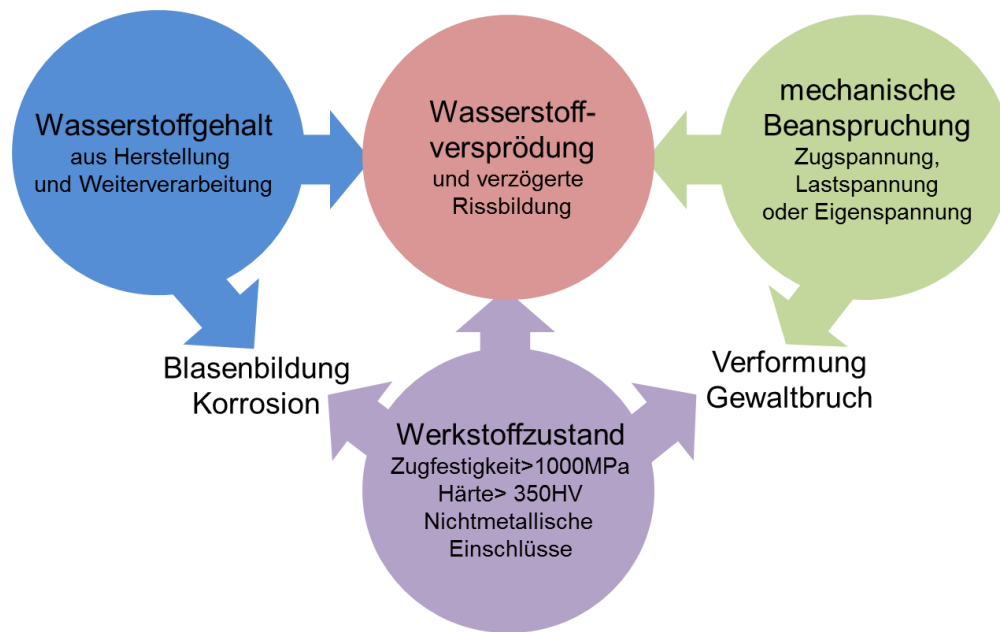 Wasserstoffgehalt
aus Herstellung
und Weiterverarbeitung
Wasserstoff-
versprödung
und verzögerte
Rissbildung
mechanische
Beanspruchung
Zugspannung,
Lastspannung
oder Eigenspannung
Blasenbildung
Korrosion
Verformung
Gewaltbruch
Werkstoffzustand
Zugfestigkeit>1000MPa
Härte> 350HV
Nichtmetallische
Einschlüsse